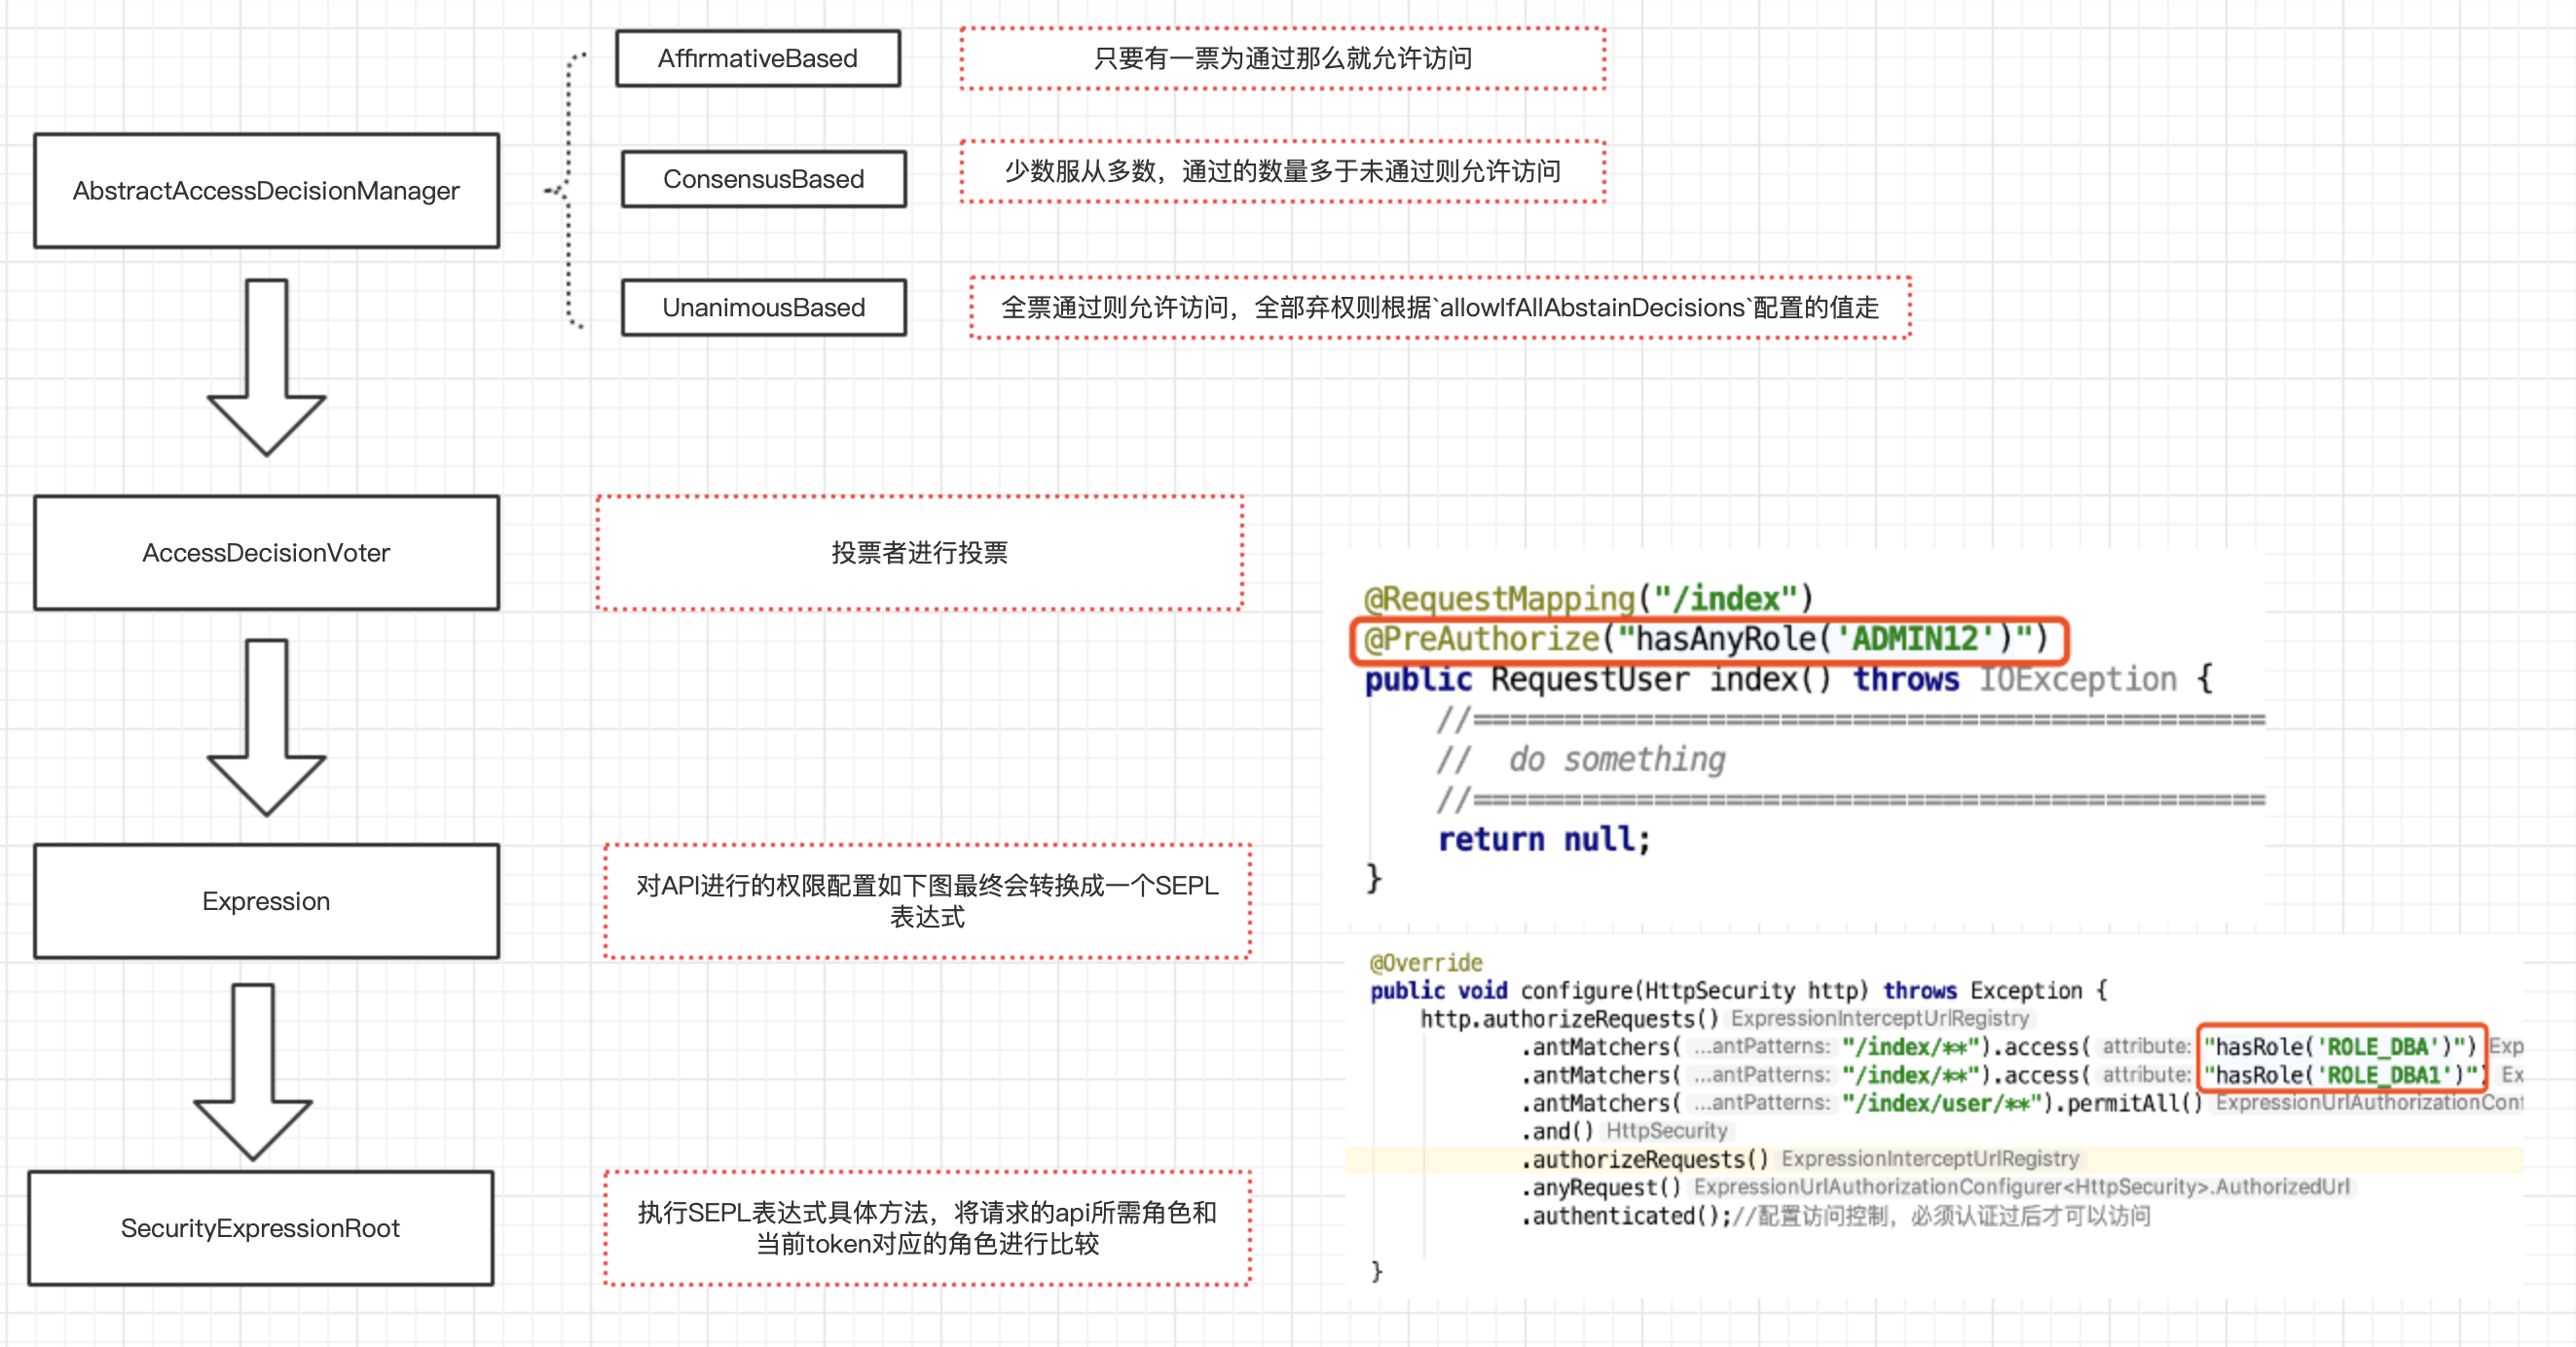 AffirmativeBased
只要有一票为通过那么就允许访问
AbstractAccessDecisionManager
ConsensusBased
少数服从多数，通过的数量多于未通过则允许访问
UnanimousBased
全票通过则允许访问，全部弃权则根据`allowIfAllAbstainDecisions`配置的值走
AccessDecisionVoter
投票者进行投票
Expression
对API进行的权限配置如下图最终会转换成一个SEPL
表达式
SecurityExpressionRoot
执行SEPL表达式具体方法，将请求的api所需角色和
当前token对应的角色进行比较
@RequestMapping("/index")
@PreAuthorize("hasAnyRole('ADMIN12')")
public RequestUser index() throws IOException {
//============================================
//  do something
//============================================
return null;
}
@Override
public void configure(HttpSecurity http) throws Exception {
http.authorizeRequests() ExpressionInterceptUrlRegistry
.antMatchers( ...antPatterns: "/index/**").access( attribute: "hasRole('ROLE_DBA')") Exp
.antMatchers( ...antPatterns: "/index/**").access( attribute: "hasRole('ROLE_DBA1')") Ex
.antMatchers( ...antPatterns: "/index/user/**").permitAll() ExpressionUrlAuthorizationConf
.and() HttpSecurity
.authorizeRequests() ExpressionInterceptUrlRegistry
.anyRequest() ExpressionUrlAuthorizationConfigurer<HttpSecurity>.AuthorizedUrl
.authenticated();//配置访问控制，必须认证过后才可以访问
}